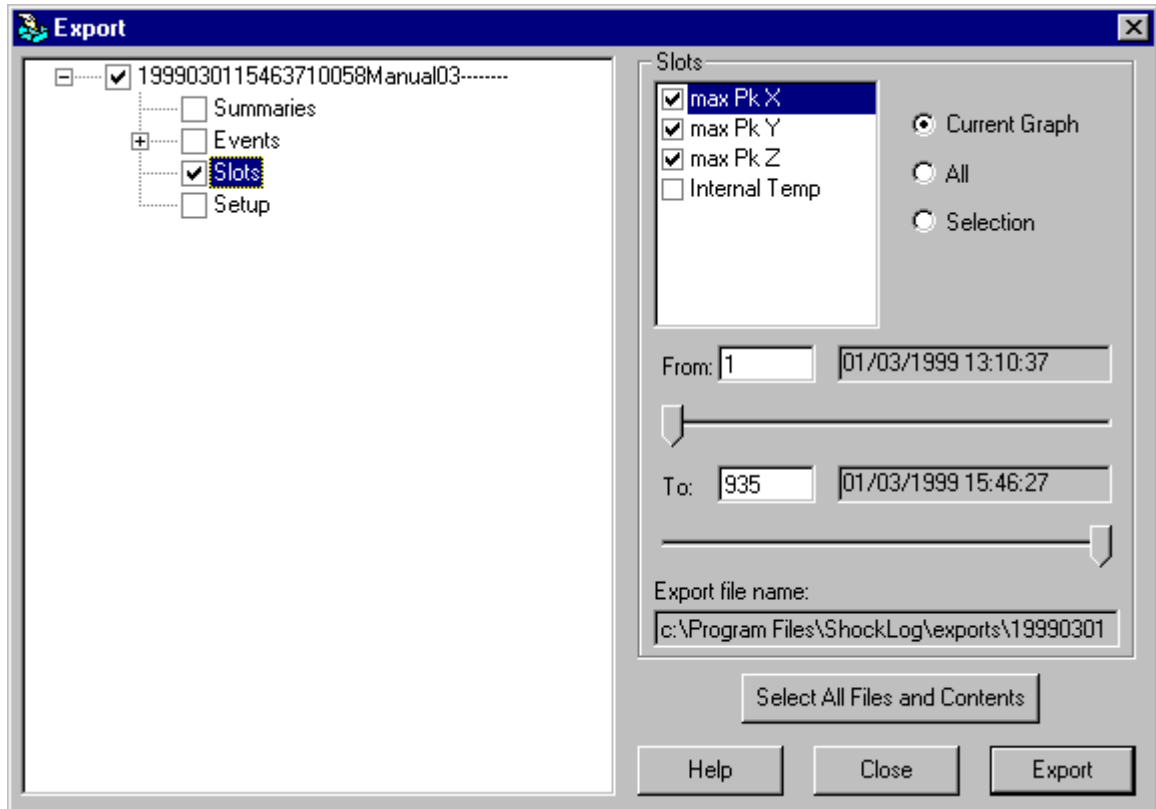 Export
1999030115463710058Manual03--------
Summaries
Events
Slots
Setup
Slots
max Pk X
max Pk Y
max Pk Z
Internal Temp
Current Graph
All
Selection
From: 1 01/03/1999 13:10:37
To: 935 01/03/1999 15:46:27
Export file name:
c:\Program Files\ShockLog\exports\19990301
Select All Files and Contents
Help Close Export